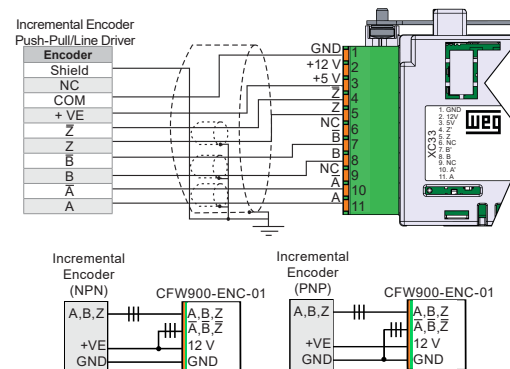 Incremental Encoder
Push-Pull/Line Driver
Encoder
Shield
NC
COM
+ VE
Z̅
Z
B̅
B
A̅
A
GND
+12 V
+5 V
Z̅
Z
NC
B̅
B
NC
A̅
A
1
2
3
4
5
6
7
8
9
10
11
XC33
1. GND
2. 12V
3. 5V
4. Z'
5. Z
6. NC
7. B'
8. B
9. NC
10. A'
11. A
WEG
Incremental
Encoder
(NPN)
CFW900-ENC-01
A,B,Z
+VE
GND
A,B,Z
A̅,B̅,Z̅
12 V
GND
Incremental
Encoder
(PNP)
CFW900-ENC-01
A,B,Z
+VE
GND
A,B,Z
A̅,B̅,Z̅
12 V
GND